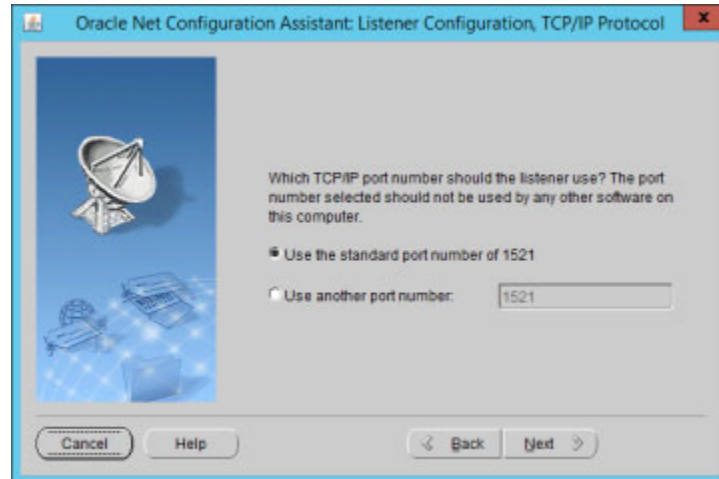 Oracle Net Configuration Assistant: Listener Configuration, TCP/IP Protocol
x
Which TCP/IP port number should the listener use? The port
number selected should not be used by any other software on
this computer.
Use the standard port number of 1521
Use another port number: 1521
Cancel Help Back Next